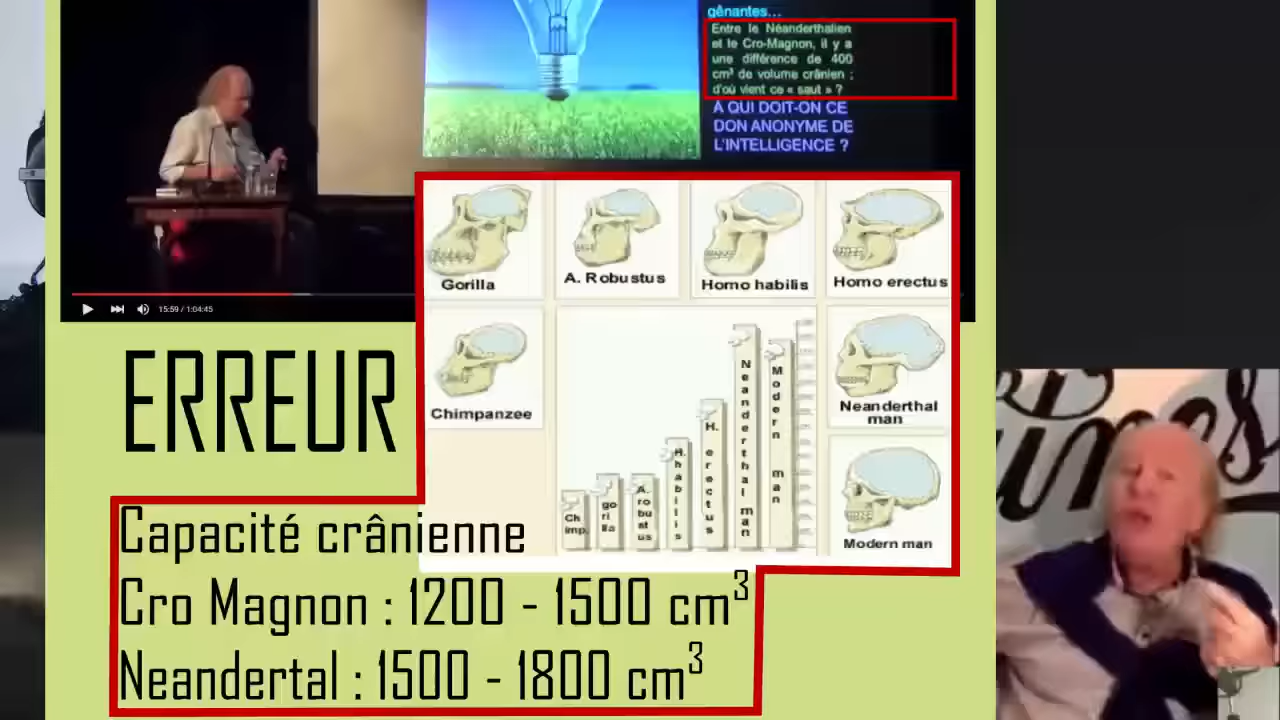 gênantes...
Entre le Néanderthalien
et le Cro-Magnon, il y a
une différence de 400
cm³ de volume crânien ;
d'où vient ce « saut » ?
À QUI DOIT-ON CE
DON ANONYME DE
L'INTELLIGENCE ?
15:59 / 1:04:45
Gorilla
A. Robustus
Homo habilis
Homo erectus
Chimpanzee
Neanderthal
man
Modern man
Chimp.
gorilla
A. robustus
H. habilis
H. erectus
Neanderthal man
Modern man
ERREUR
Capacité crânienne
Cro Magnon : 1200 - 1500 cm³
Neandertal : 1500 - 1800 cm³